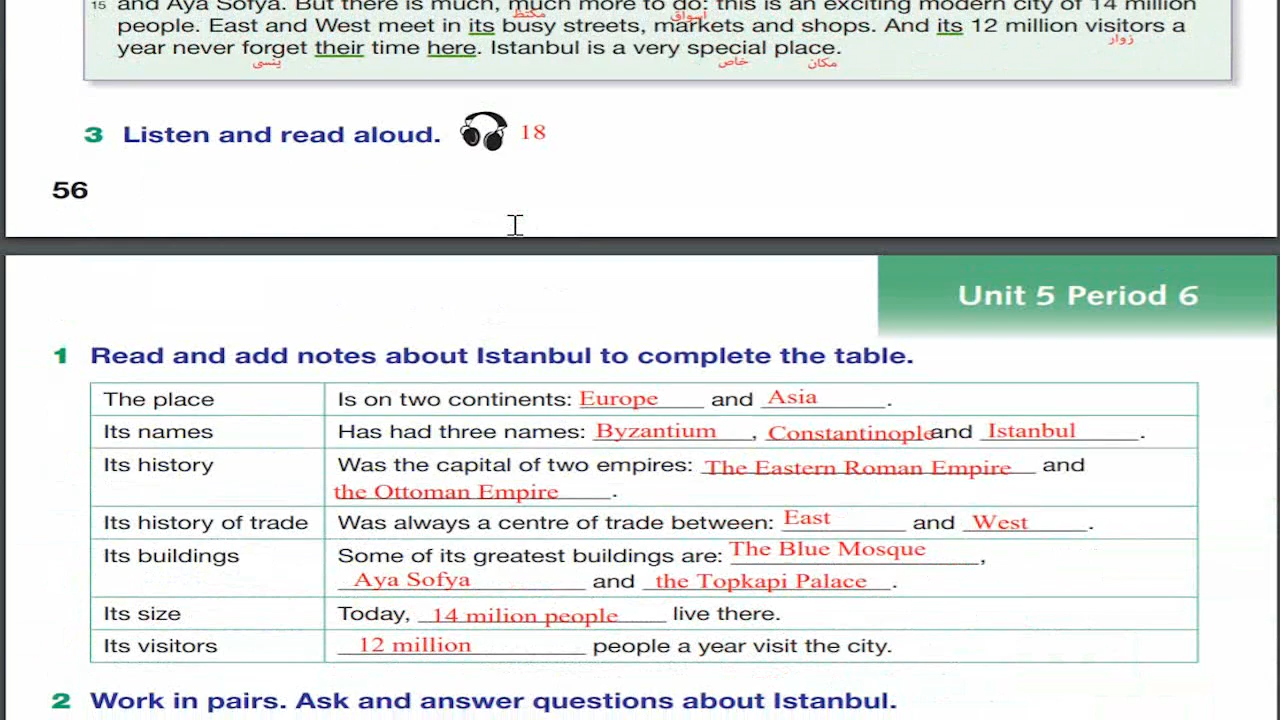 15 and Aya Sofya. But there is much, much more to do: this is an exciting modern city of 14 million
people. East and West meet in its busy streets, markets and shops. And its 12 million visitors a
مكتظ أسواق زوار
year never forget their time here. Istanbul is a very special place.
ينسى خاص مكان
3 Listen and read aloud. 18
56
Unit 5 Period 6
1 Read and add notes about Istanbul to complete the table.
The place Is on two continents: Europe and Asia.
Its names Has had three names: Byzantium, Constantinople and Istanbul.
Its history Was the capital of two empires: The Eastern Roman Empire and
the Ottoman Empire.
Its history of trade Was always a centre of trade between: East and West.
Its buildings Some of its greatest buildings are: The Blue Mosque,
Aya Sofya and the Topkapi Palace.
Its size Today, 14 milion people live there.
Its visitors 12 million people a year visit the city.
2 Work in pairs. Ask and answer questions about Istanbul.